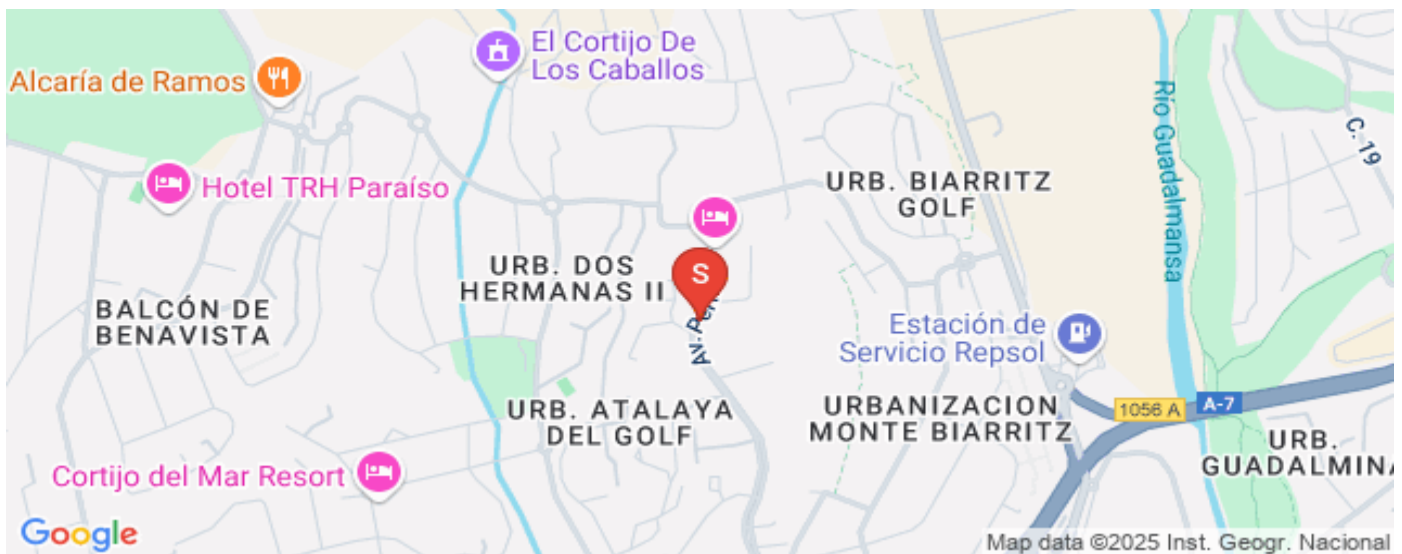 El Cortijo De
Los Caballos
Alcaría de Ramos
Río Guadalmansa
C. 19
Hotel TRH Paraíso
URB. BIARRITZ
GOLF
URB. DOS
HERMANAS II
S
BALCÓN DE
BENAVISTA
Av.
Estación de
Servicio Repsol
URB. ATALAYA
DEL GOLF
URBANIZACION
MONTE BIARRITZ
1056 A
A-7
URB.
GUADALMINA
Cortijo del Mar Resort
Google
Map data ©2025 Inst. Geogr. Nacional